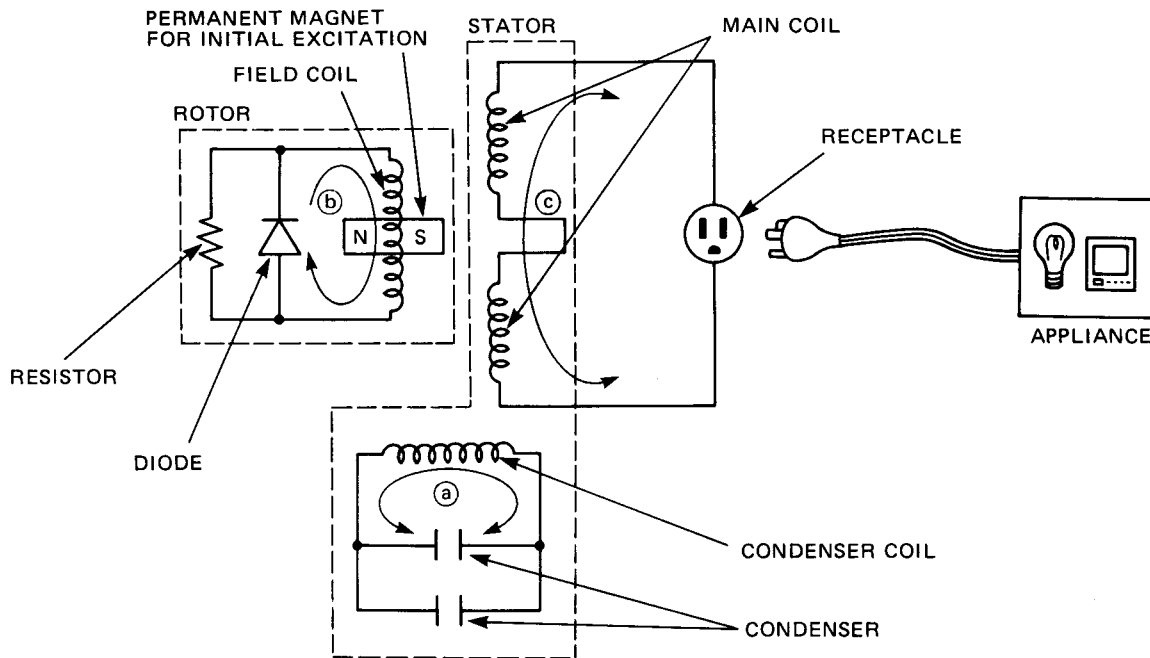 PERMANENT MAGNET
FOR INITIAL EXCITATION
STATOR
MAIN COIL
FIELD COIL
ROTOR
RECEPTACLE
b
c
N S
APPLIANCE
RESISTOR
DIODE
a
CONDENSER COIL
CONDENSER